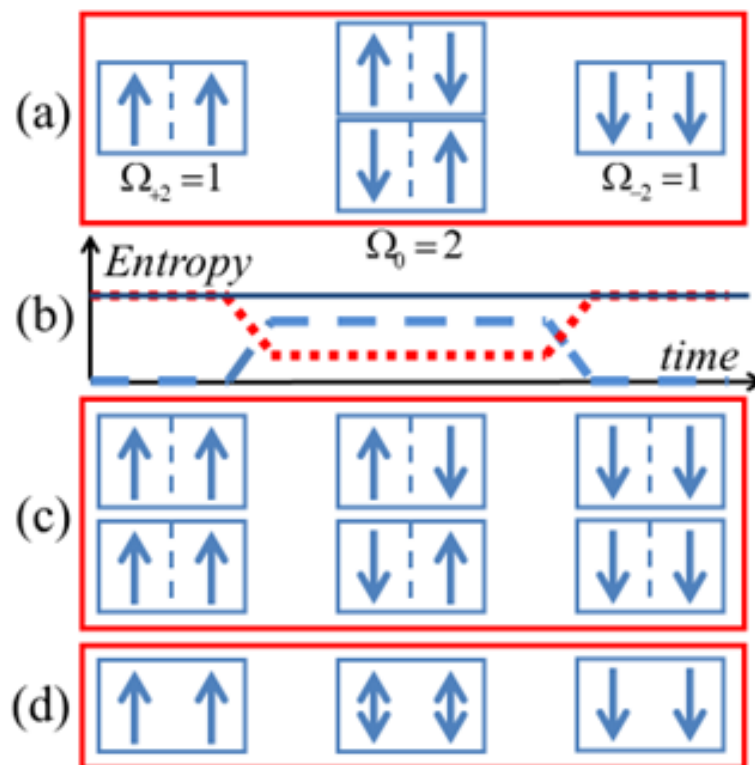 (a)
Ω₊₂ = 1
Ω₀ = 2
Ω₋₂ = 1
(b)
Entropy
time
(c)
(d)